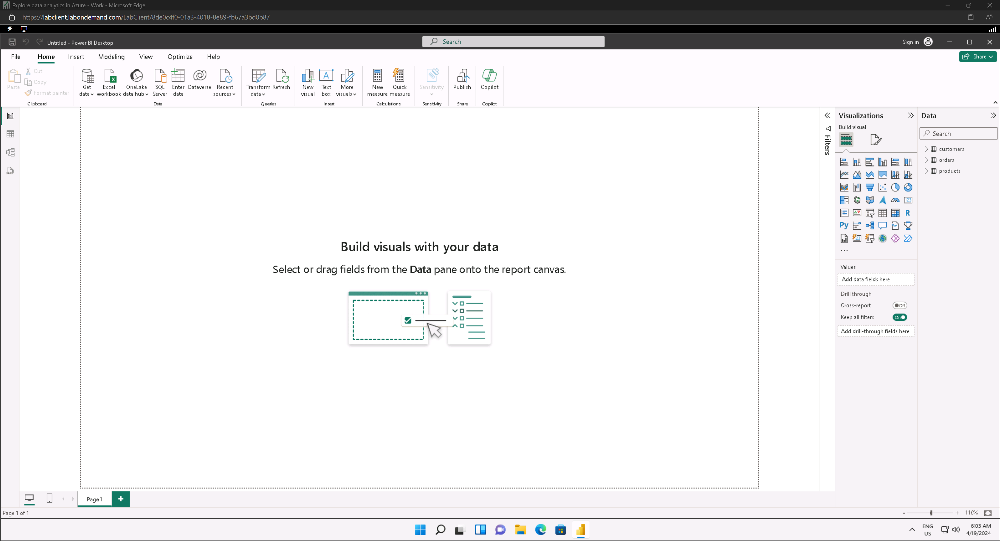 Explore data analytics in Azure - Work - Microsoft Edge
https://labclient.labondemand.com/LabClient/8de0c4f0-01a3-4018-8e89-fb67a3bd0b87
Untitled - Power BI Desktop
Search
Sign in
File Home Insert Modeling View Optimize Help
Share
Paste
Cut
Copy
Format painter
Clipboard
Get data
Excel workbook
OneLake data hub
SQL Server
Enter data
Dataverse
Recent sources
Data
Transform data
Refresh
Queries
New visual
Text box
More visuals
Insert
New measure
Quick measure
Calculations
Sensitivity
Sensitivity
Publish
Share
Copilot
Copilot
DAX
Build visuals with your data
Select or drag fields from the Data pane onto the report canvas.
Filters
Visualizations
Build visual
123
R
Py
123
...
Values
Add data fields here
Drill through
Cross-report Off
Keep all filters On
Add drill-through fields here
Data
Search
customers
orders
products
Page 1
Page 1 of 1
- + 116%
ENG
US
6:03 AM
4/19/2024